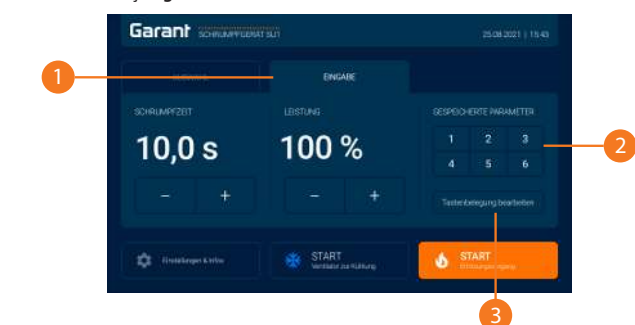 Garant SCHRUMPFGERÄT SU1
25.08.2021 | 15:43
1
EINGABE
SCHRUMPFZEIT
LEISTUNG
GESPEICHERTE PARAMETER
10,0 s
100 %
1 2 3
2
4 5 6
− +
− +
Tastenbelegung bearbeiten
Einstellungen & Infos
START
Ventilator zur Kühlung
START
3